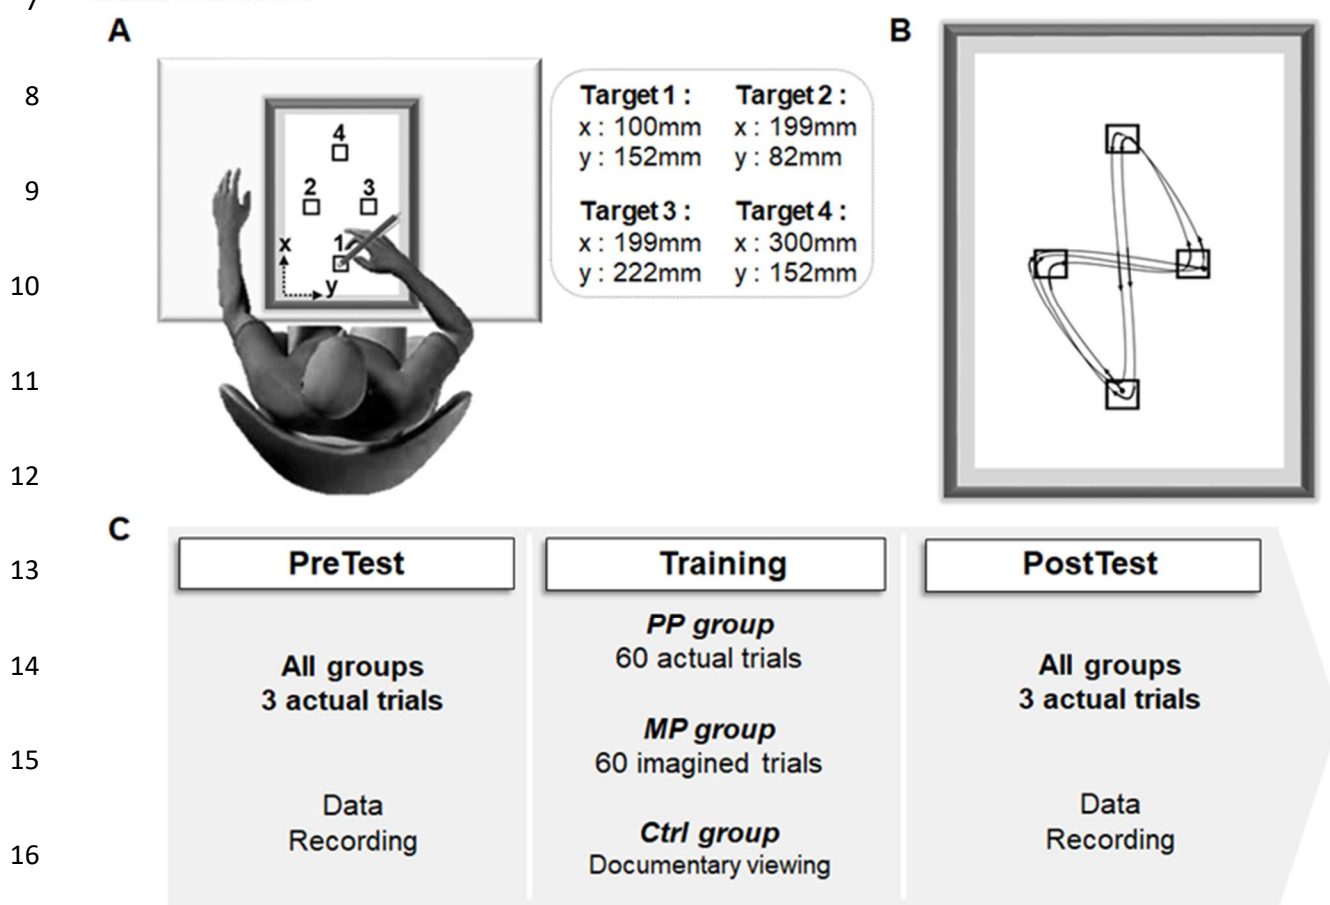 7
A
B
8
9
10
11
12
13
14
15
16
4
2 3
1
x
y
Target 1 : Target 2 :
x : 100mm x : 199mm
y : 152mm y : 82mm
Target 3 : Target 4 :
x : 199mm x : 300mm
y : 222mm y : 152mm
C
PreTest
All groups
3 actual trials
Data
Recording
Training
PP group
60 actual trials
MP group
60 imagined trials
Ctrl group
Documentary viewing
PostTest
All groups
3 actual trials
Data
Recording